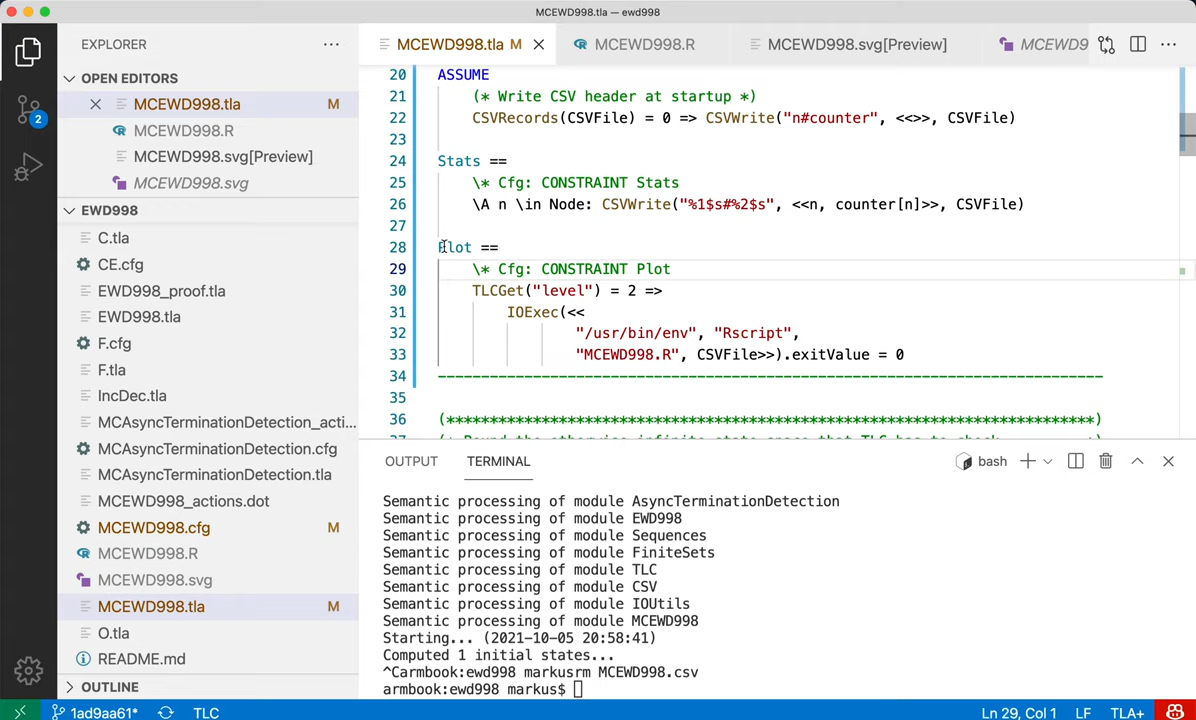 MCEWD998.tla — ewd998
EXPLORER
MCEWD998.tla M
MCEWD998.R
MCEWD998.svg[Preview]
MCEWD9
OPEN EDITORS
MCEWD998.tla M
MCEWD998.R
MCEWD998.svg[Preview]
MCEWD998.svg
EWD998
C.tla
CE.cfg
EWD998_proof.tla
EWD998.tla
F.cfg
F.tla
IncDec.tla
MCAsyncTerminationDetection_acti...
MCAsyncTerminationDetection.cfg
MCAsyncTerminationDetection.tla
MCEWD998_actions.dot
MCEWD998.cfg M
MCEWD998.R
MCEWD998.svg
MCEWD998.tla M
O.tla
README.md
OUTLINE
2
20 ASSUME
21 (* Write CSV header at startup *)
22 CSVRecords(CSVFile) = 0 => CSVWrite("n#counter", <<>>, CSVFile)
23
24 Stats ==
25 \* Cfg: CONSTRAINT Stats
26 \A n \in Node: CSVWrite("%1$s#%2$s", <<n, counter[n]>>, CSVFile)
27
28 Plot ==
29 \* Cfg: CONSTRAINT Plot
30 TLCGet("level") = 2 =>
31 IOExec(<<
32 "/usr/bin/env", "Rscript",
33 "MCEWD998.R", CSVFile>>).exitValue = 0
34 -----------------------------------------------------------------------------
35
36 (***************************************************************************)
OUTPUT
TERMINAL
bash
Semantic processing of module AsyncTerminationDetection
Semantic processing of module EWD998
Semantic processing of module Sequences
Semantic processing of module FiniteSets
Semantic processing of module TLC
Semantic processing of module CSV
Semantic processing of module IOUtils
Semantic processing of module MCEWD998
Starting... (2021-10-05 20:58:41)
Computed 1 initial states...
^Carmbook:ewd998 markusrm MCEWD998.csv
armbook:ewd998 markus$
1ad9aa61*
TLC
Ln 29, Col 1
LF
TLA+